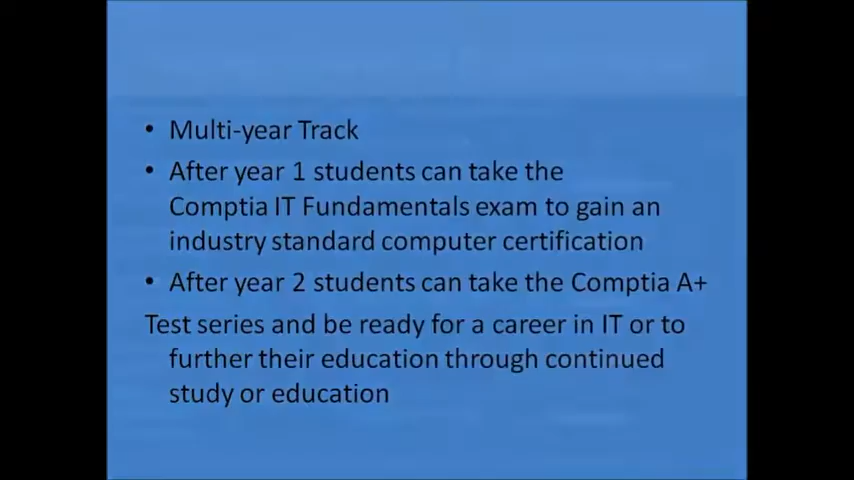 • Multi-year Track
• After year 1 students can take the
Comptia IT Fundamentals exam to gain an
industry standard computer certification
• After year 2 students can take the Comptia A+
Test series and be ready for a career in IT or to
further their education through continued
study or education